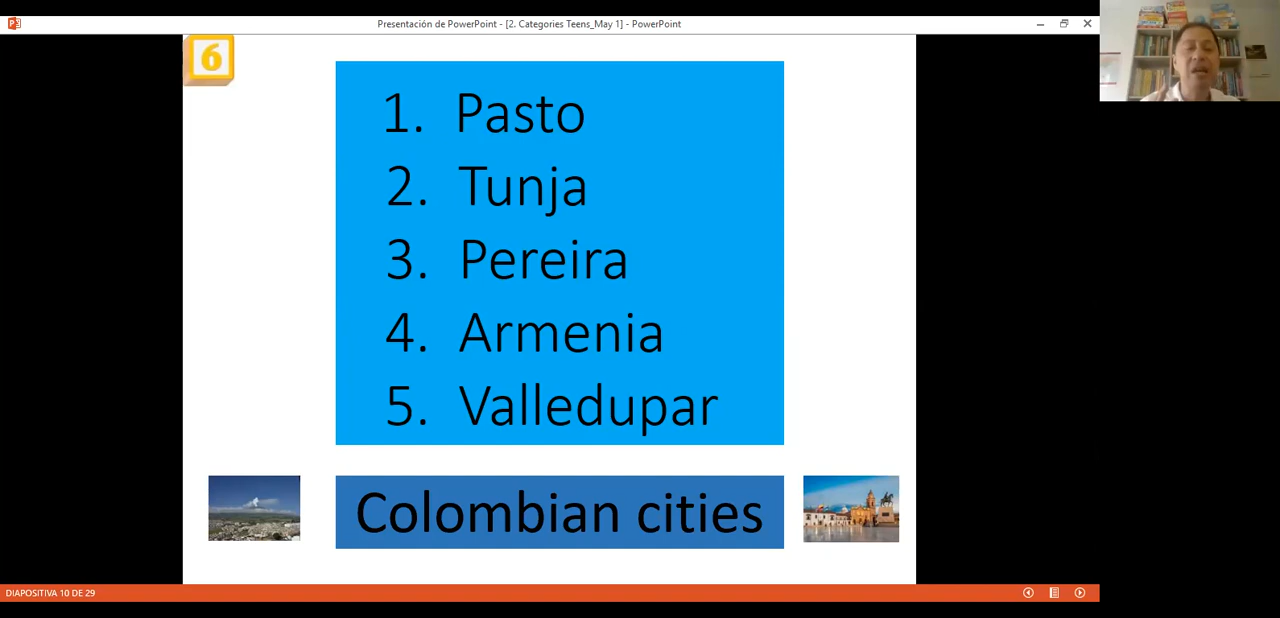 Presentación de PowerPoint - [2. Categories Teens_May 1] - PowerPoint
6
1. Pasto
2. Tunja
3. Pereira
4. Armenia
5. Valledupar
Colombian cities
DIAPOSITIVA 10 DE 29